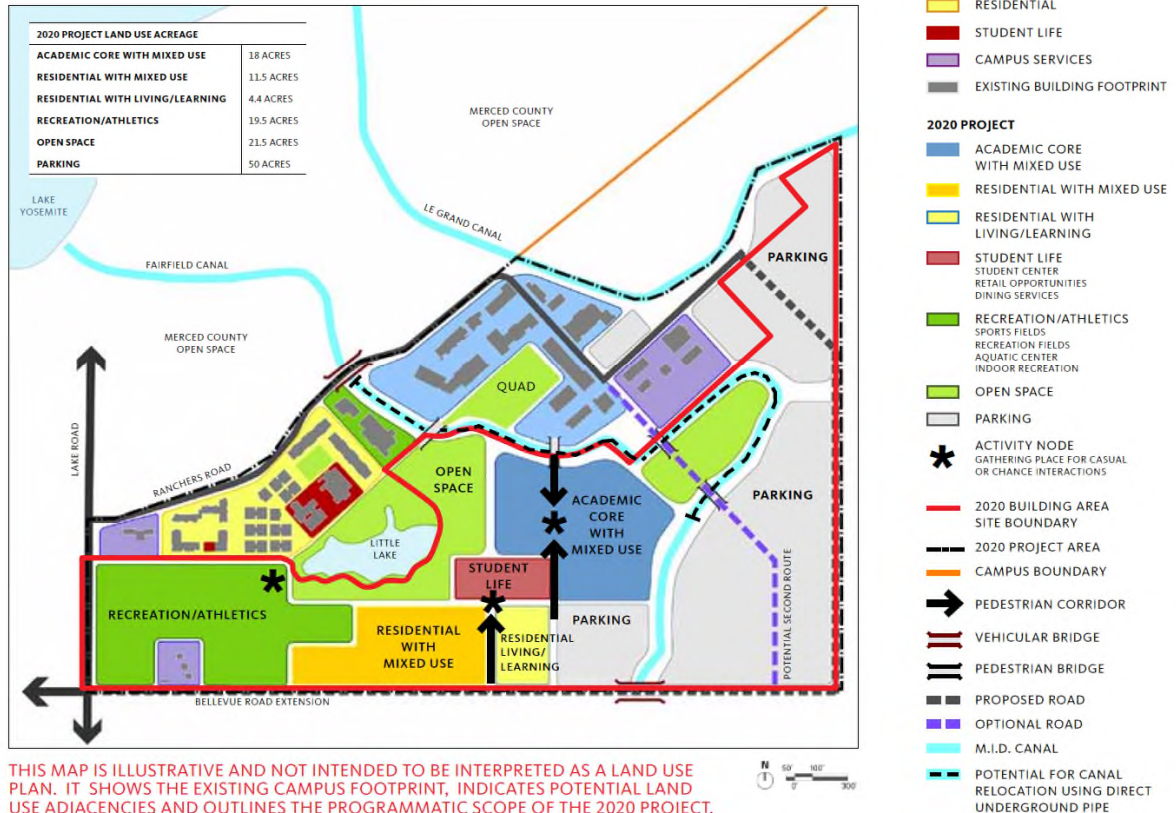 2020 PROJECT LAND USE ACREAGE
ACADEMIC CORE WITH MIXED USE 18 ACRES
RESIDENTIAL WITH MIXED USE 11.5 ACRES
RESIDENTIAL WITH LIVING/LEARNING 4.4 ACRES
RECREATION/ATHLETICS 19.5 ACRES
OPEN SPACE 21.5 ACRES
PARKING 50 ACRES
MERCED COUNTY
OPEN SPACE
LAKE
YOSEMITE
LE GRAND CANAL
FAIRFIELD CANAL
PARKING
MERCED COUNTY
OPEN SPACE
QUAD
LAKE ROAD
RANCHERS ROAD
OPEN
SPACE
ACADEMIC
CORE
WITH
MIXED USE
PARKING
LITTLE
LAKE
STUDENT
LIFE
RECREATION/ATHLETICS
RESIDENTIAL
WITH
MIXED USE
RESIDENTIAL
LIVING/
LEARNING
PARKING
POTENTIAL SECOND ROUTE
BELLEVUE ROAD EXTENSION
THIS MAP IS ILLUSTRATIVE AND NOT INTENDED TO BE INTERPRETED AS A LAND USE
PLAN. IT SHOWS THE EXISTING CAMPUS FOOTPRINT, INDICATES POTENTIAL LAND
USE ADJACENCIES AND OUTLINES THE PROGRAMMATIC SCOPE OF THE 2020 PROJECT.
N
50' 100'
0' 300'
RESIDENTIAL
STUDENT LIFE
CAMPUS SERVICES
EXISTING BUILDING FOOTPRINT
2020 PROJECT
ACADEMIC CORE
WITH MIXED USE
RESIDENTIAL WITH MIXED USE
RESIDENTIAL WITH
LIVING/LEARNING
STUDENT LIFE
STUDENT CENTER
RETAIL OPPORTUNITIES
DINING SERVICES
RECREATION/ATHLETICS
SPORTS FIELDS
RECREATION FIELDS
AQUATIC CENTER
INDOOR RECREATION
OPEN SPACE
PARKING
ACTIVITY NODE
GATHERING PLACE FOR CASUAL
OR CHANCE INTERACTIONS
2020 BUILDING AREA
SITE BOUNDARY
2020 PROJECT AREA
CAMPUS BOUNDARY
PEDESTRIAN CORRIDOR
VEHICULAR BRIDGE
PEDESTRIAN BRIDGE
PROPOSED ROAD
OPTIONAL ROAD
M.I.D. CANAL
POTENTIAL FOR CANAL
RELOCATION USING DIRECT
UNDERGROUND PIPE